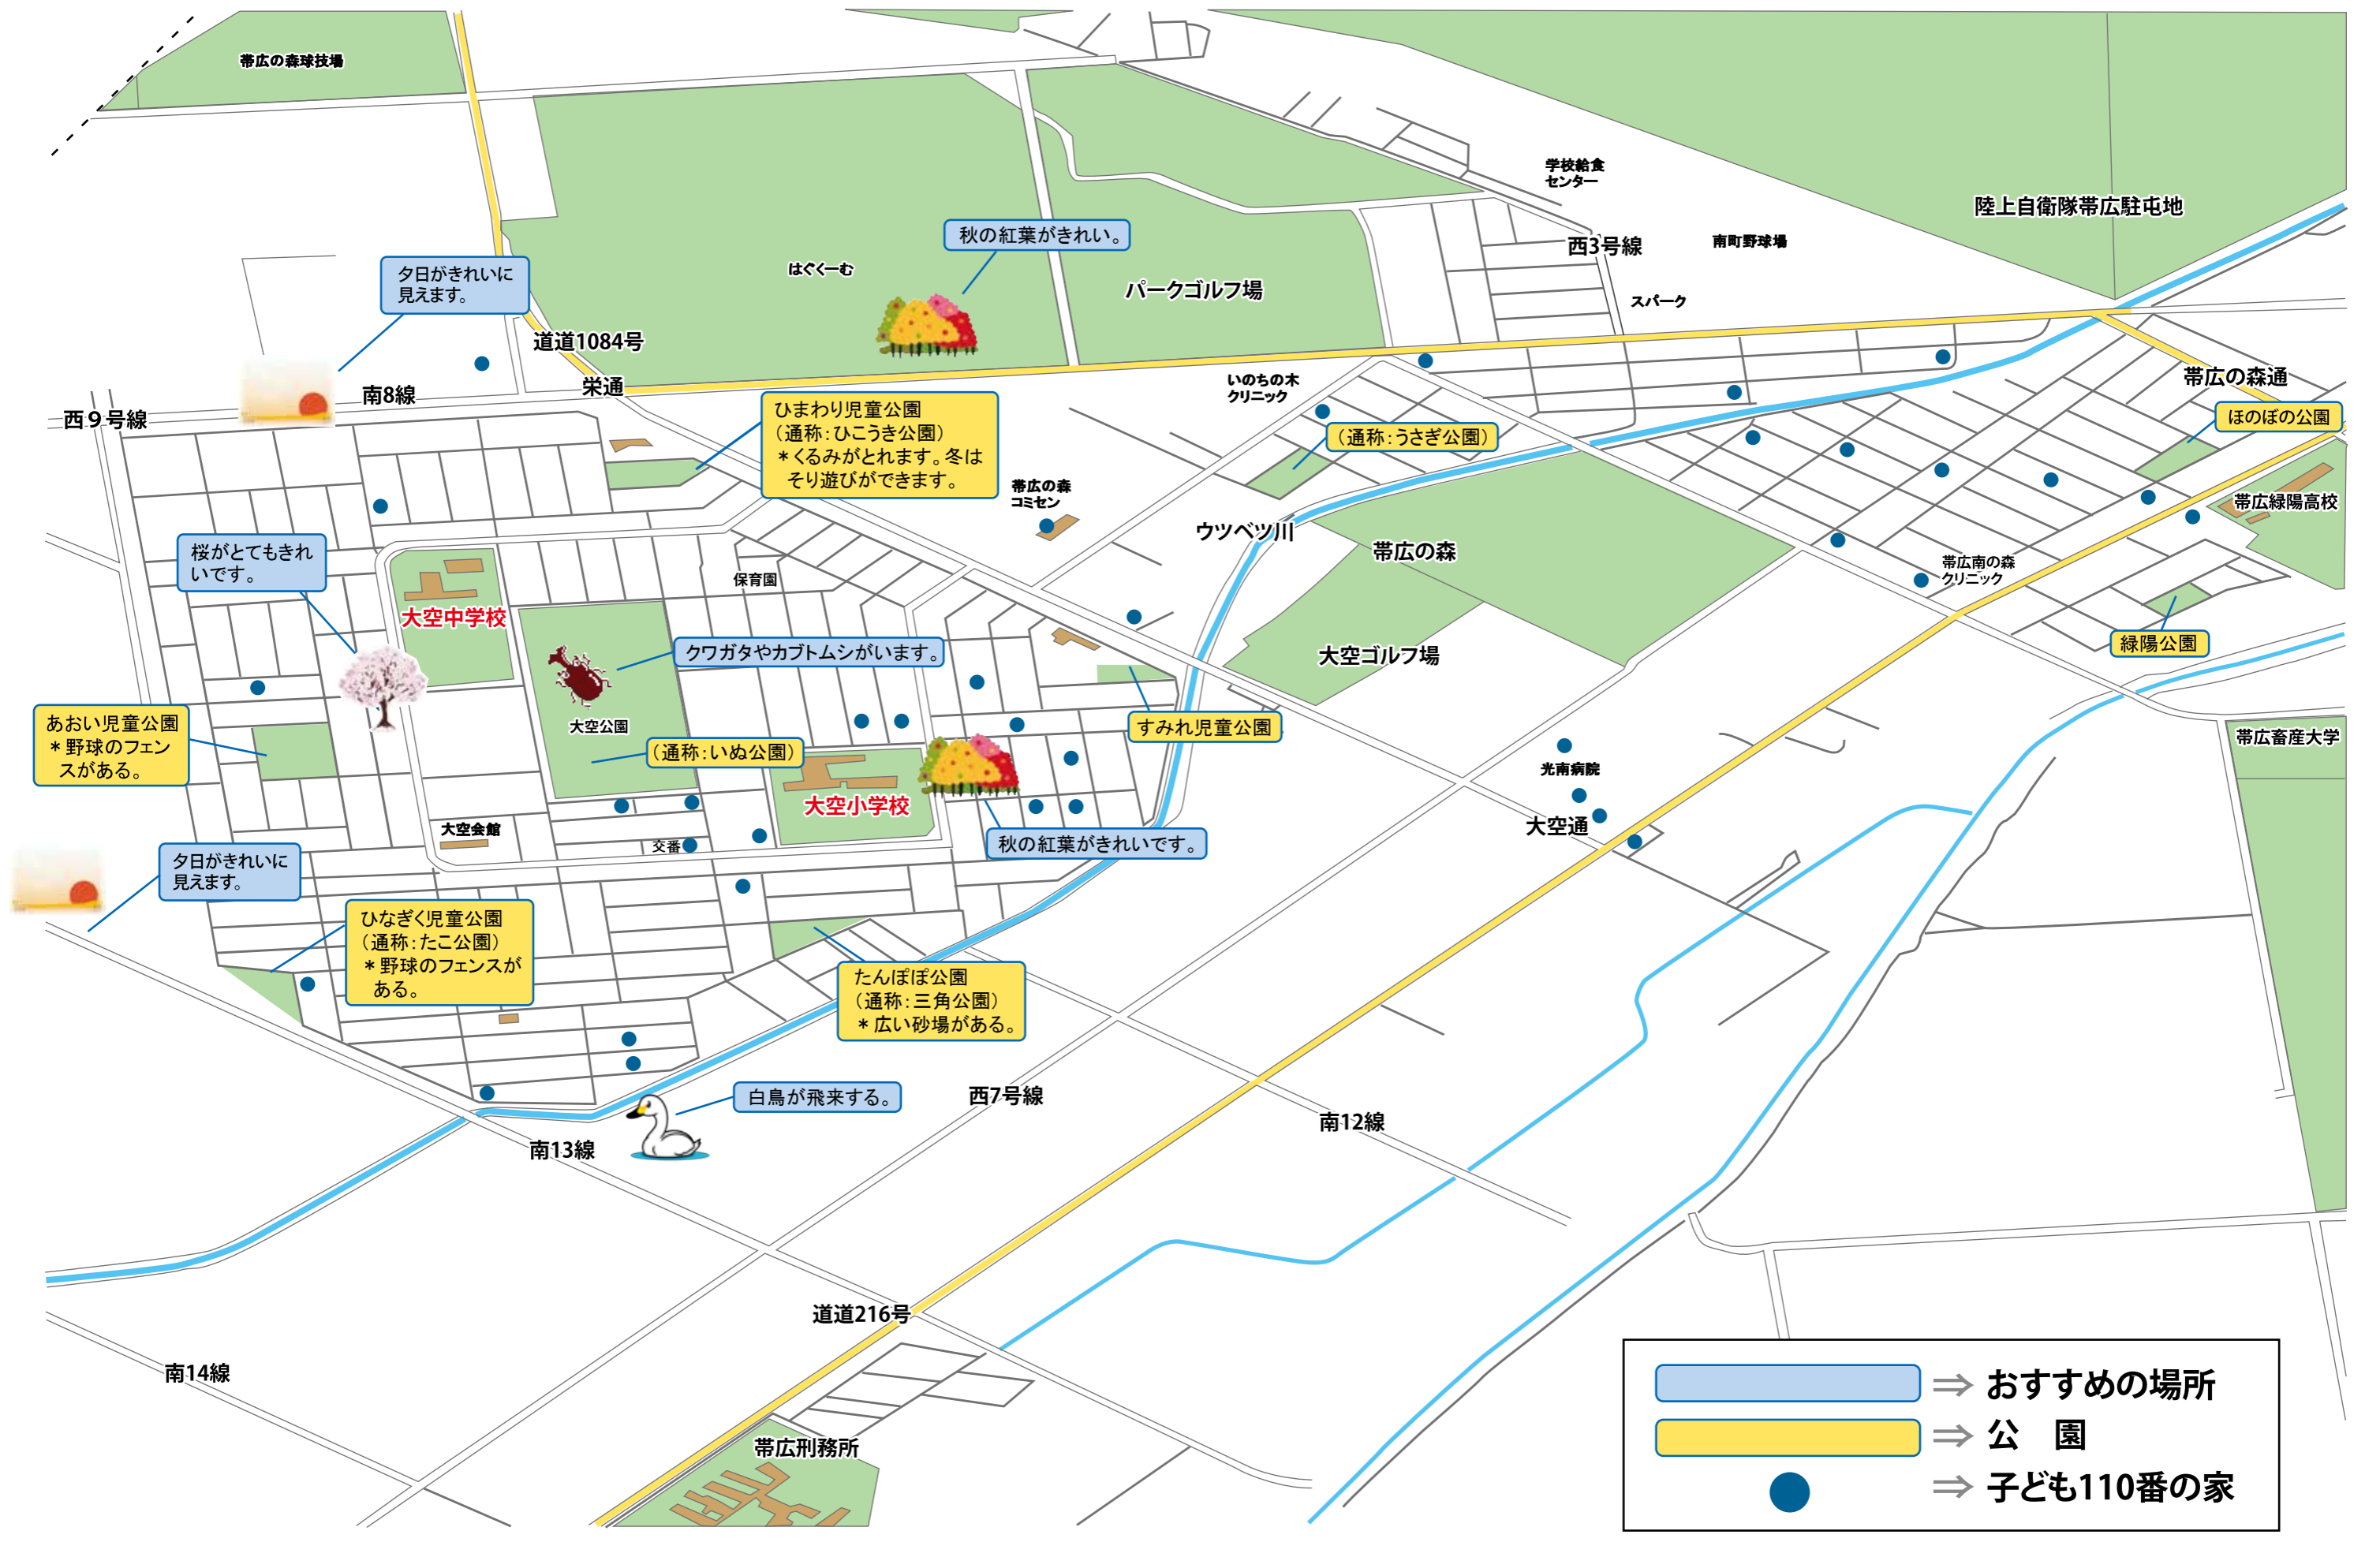 帯広の森球技場
学校給食
センター
陸上自衛隊帯広駐屯地
秋の紅葉がきれい。
西3号線
南町野球場
夕日がきれいに
見えます。
はぐくーむ
パークゴルフ場
スパーク
道道1084号
栄通
南8線
西９号線
いのちの木
クリニック
帯広の森通
ほのぼの公園
ひまわり児童公園
（通称：ひこうき公園）
＊くるみがとれます。冬は
そり遊びができます。
（通称：うさぎ公園）
帯広の森
コミセン
帯広緑陽高校
ウツベツ川
帯広の森
桜がとてもきれ
いです。
保育園
帯広南の森
クリニック
大空中学校
クワガタやカブトムシがいます。
大空ゴルフ場
緑陽公園
あおい児童公園
＊野球のフェン
スがある。
大空公園
（通称：いぬ公園）
すみれ児童公園
帯広畜産大学
光南病院
大空小学校
大空通
大空会館
交番
秋の紅葉がきれいです。
夕日がきれいに
見えます。
ひなぎく児童公園
（通称：たこ公園）
＊野球のフェンスが
ある。
たんぽぽ公園
（通称：三角公園）
＊広い砂場がある。
白鳥が飛来する。
西7号線
南12線
南13線
道道216号
南14線
帯広刑務所
⇒ おすすめの場所
⇒ 公　園
⇒ 子ども110番の家